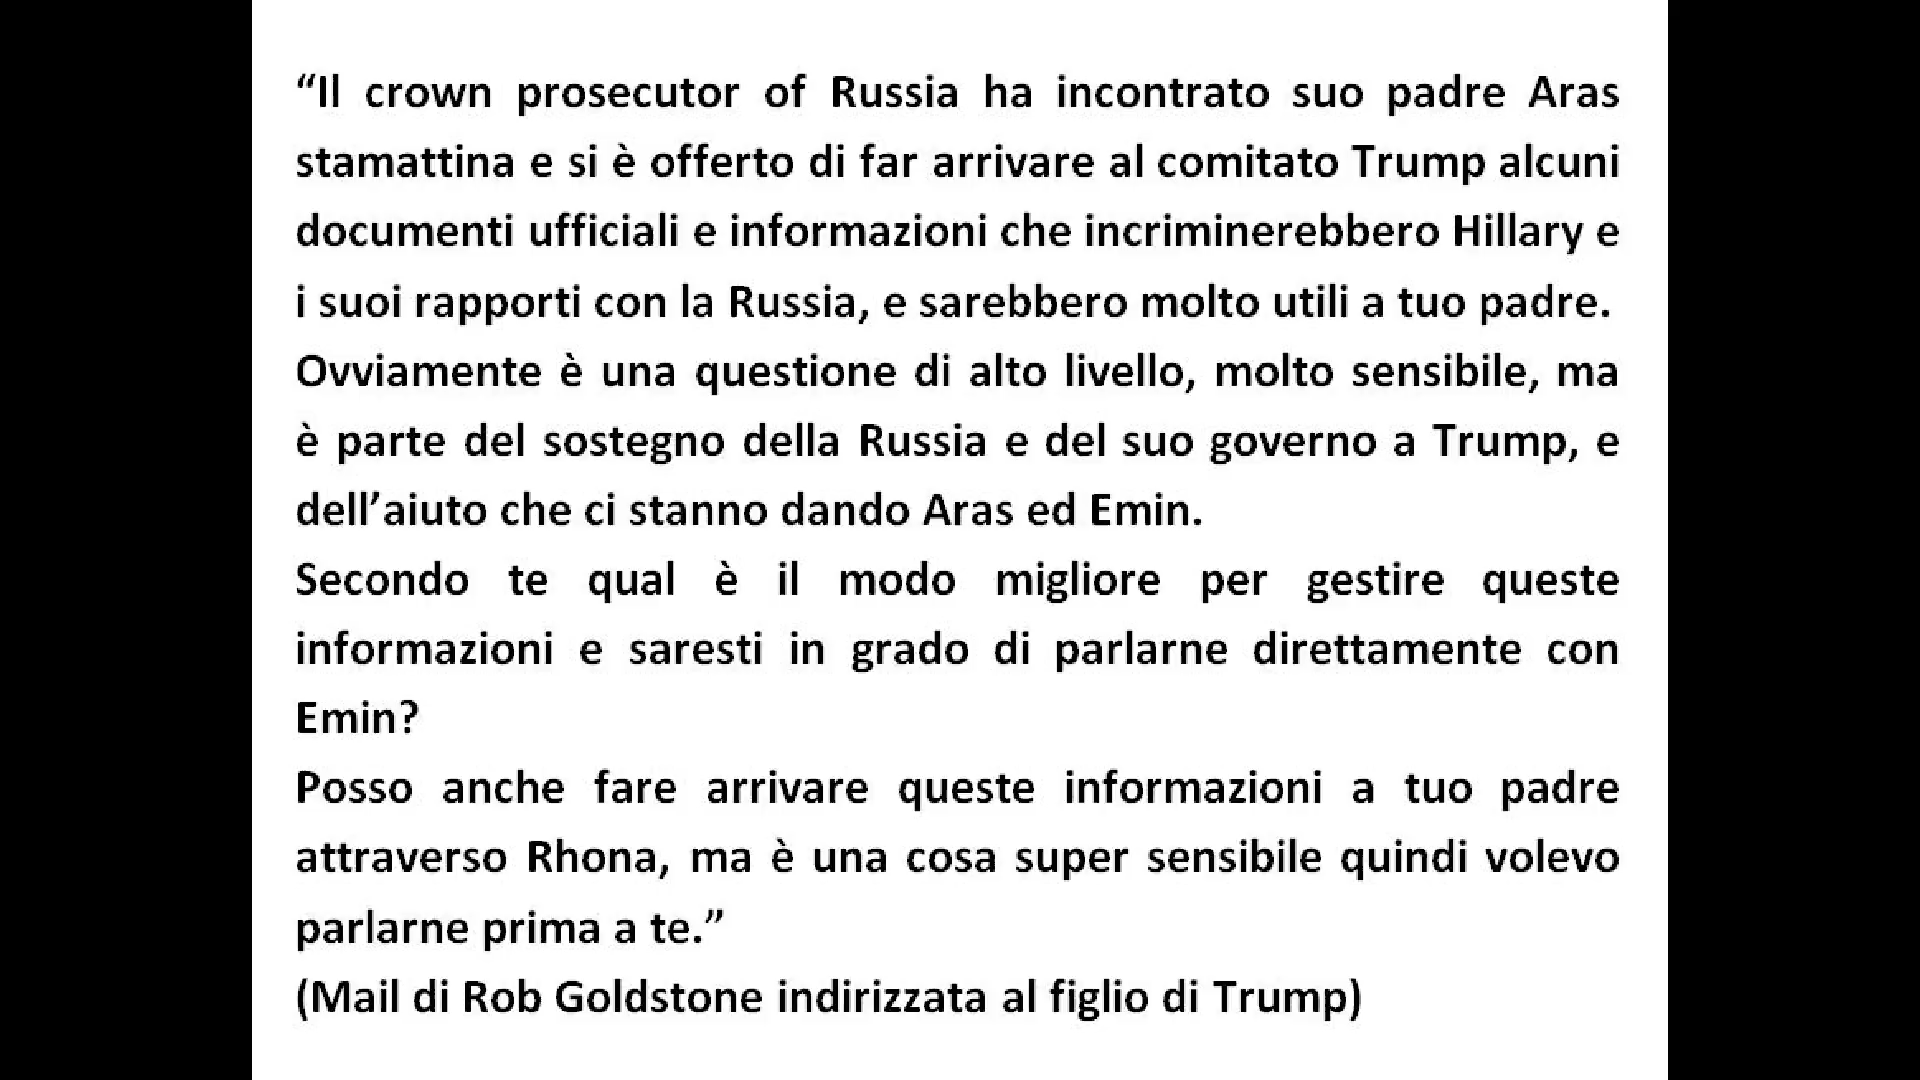 “Il crown prosecutor of Russia ha incontrato suo padre Aras
stamattina e si è offerto di far arrivare al comitato Trump alcuni
documenti ufficiali e informazioni che incriminerebbero Hillary e
i suoi rapporti con la Russia, e sarebbero molto utili a tuo padre.
Ovviamente è una questione di alto livello, molto sensibile, ma
è parte del sostegno della Russia e del suo governo a Trump, e
dell’aiuto che ci stanno dando Aras ed Emin.
Secondo te qual è il modo migliore per gestire queste
informazioni e saresti in grado di parlarne direttamente con
Emin?
Posso anche fare arrivare queste informazioni a tuo padre
attraverso Rhona, ma è una cosa super sensibile quindi volevo
parlarne prima a te.”
(Mail di Rob Goldstone indirizzata al figlio di Trump)